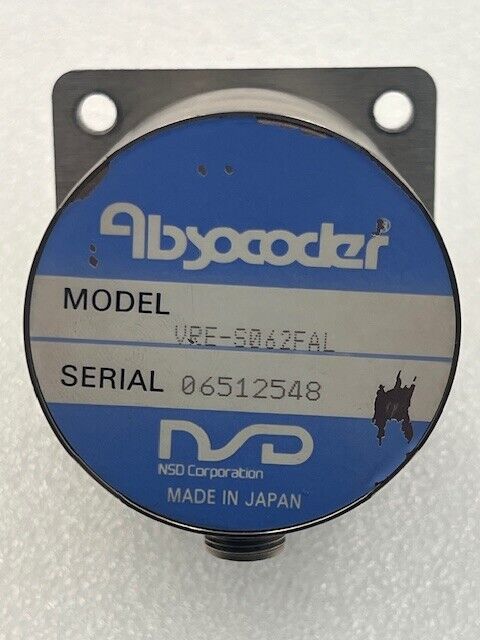 Absocoder®
MODEL VRE-S062FAL
SERIAL 06512548
NSD
NSD Corporation
MADE IN JAPAN